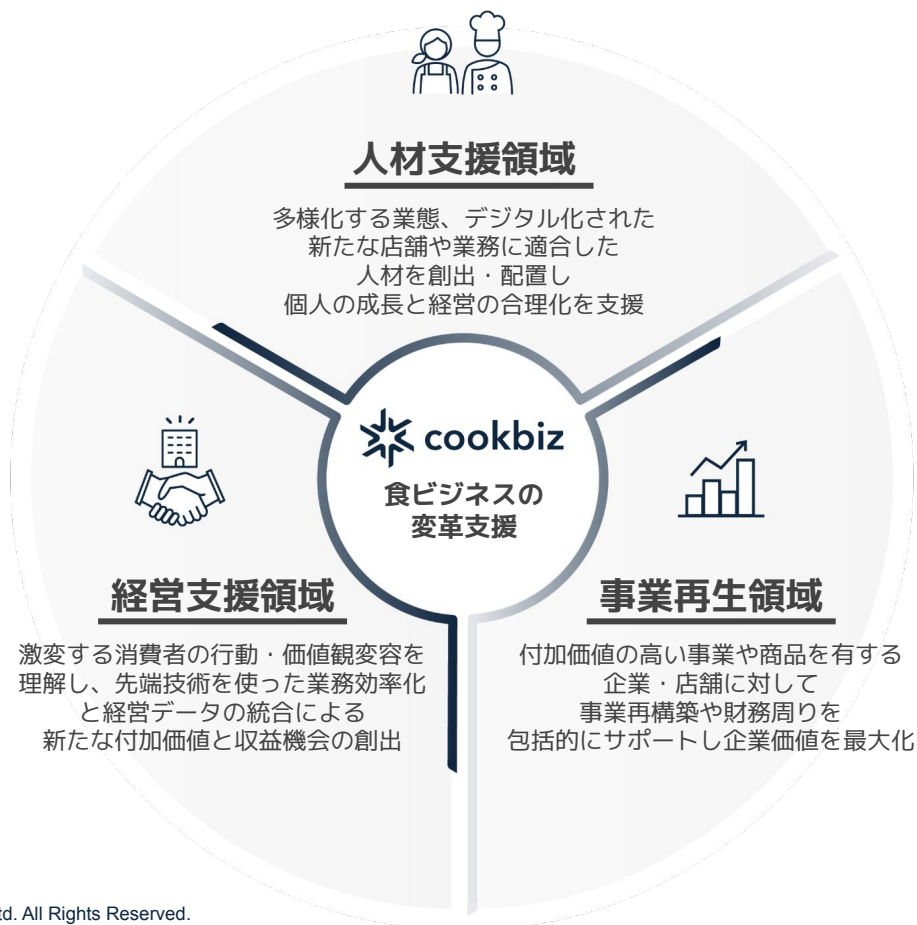 人材支援領域
多様化する業態、デジタル化された
新たな店舗や業務に適合した
人材を創出・配置し
個人の成長と経営の合理化を支援
cookbiz
食ビジネスの
変革支援
経営支援領域
激変する消費者の行動・価値観変容を
理解し、先端技術を使った業務効率化
と経営データの統合による
新たな付加価値と収益機会の創出
事業再生領域
付加価値の高い事業や商品を有する
企業・店舗に対して
事業再構築や財務周りを
包括的にサポートし企業価値を最大化
td. All Rights Reserved.